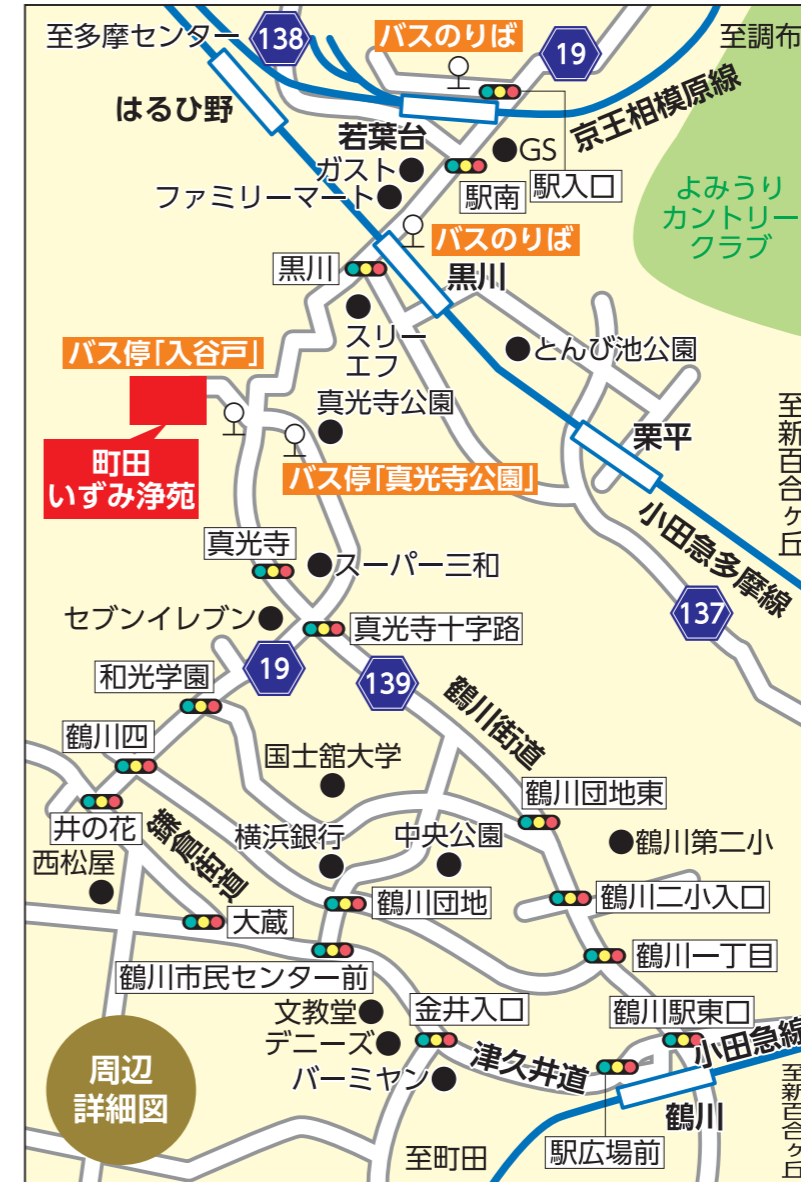 至多摩センター
138
バスのりば
19
至調布
はるひ野
京王相模原線
若葉台
GS
ガスト
駅南
駅入口
ファミリーマート
よみうり
カントリー
クラブ
バスのりば
黒川
黒川
スリー
エフ
とんび池公園
バス停「入谷戸」
真光寺公園
栗平
至新百合ヶ丘
町田
いずみ浄苑
バス停「真光寺公園」
小田急多摩線
真光寺
スーパー三和
137
セブンイレブン
真光寺十字路
和光学園
19
139
鶴川街道
鶴川四
国士舘大学
鶴川団地東
井の花
鎌倉街道
横浜銀行
中央公園
鶴川第二小
西松屋
鶴川団地
鶴川二小入口
大蔵
鶴川市民センター前
鶴川一丁目
文教堂
金井入口
鶴川駅東口
デニーズ
小田急線
バーミヤン
津久井道
周辺
詳細図
至新百合ヶ丘
鶴川
至町田
駅広場前